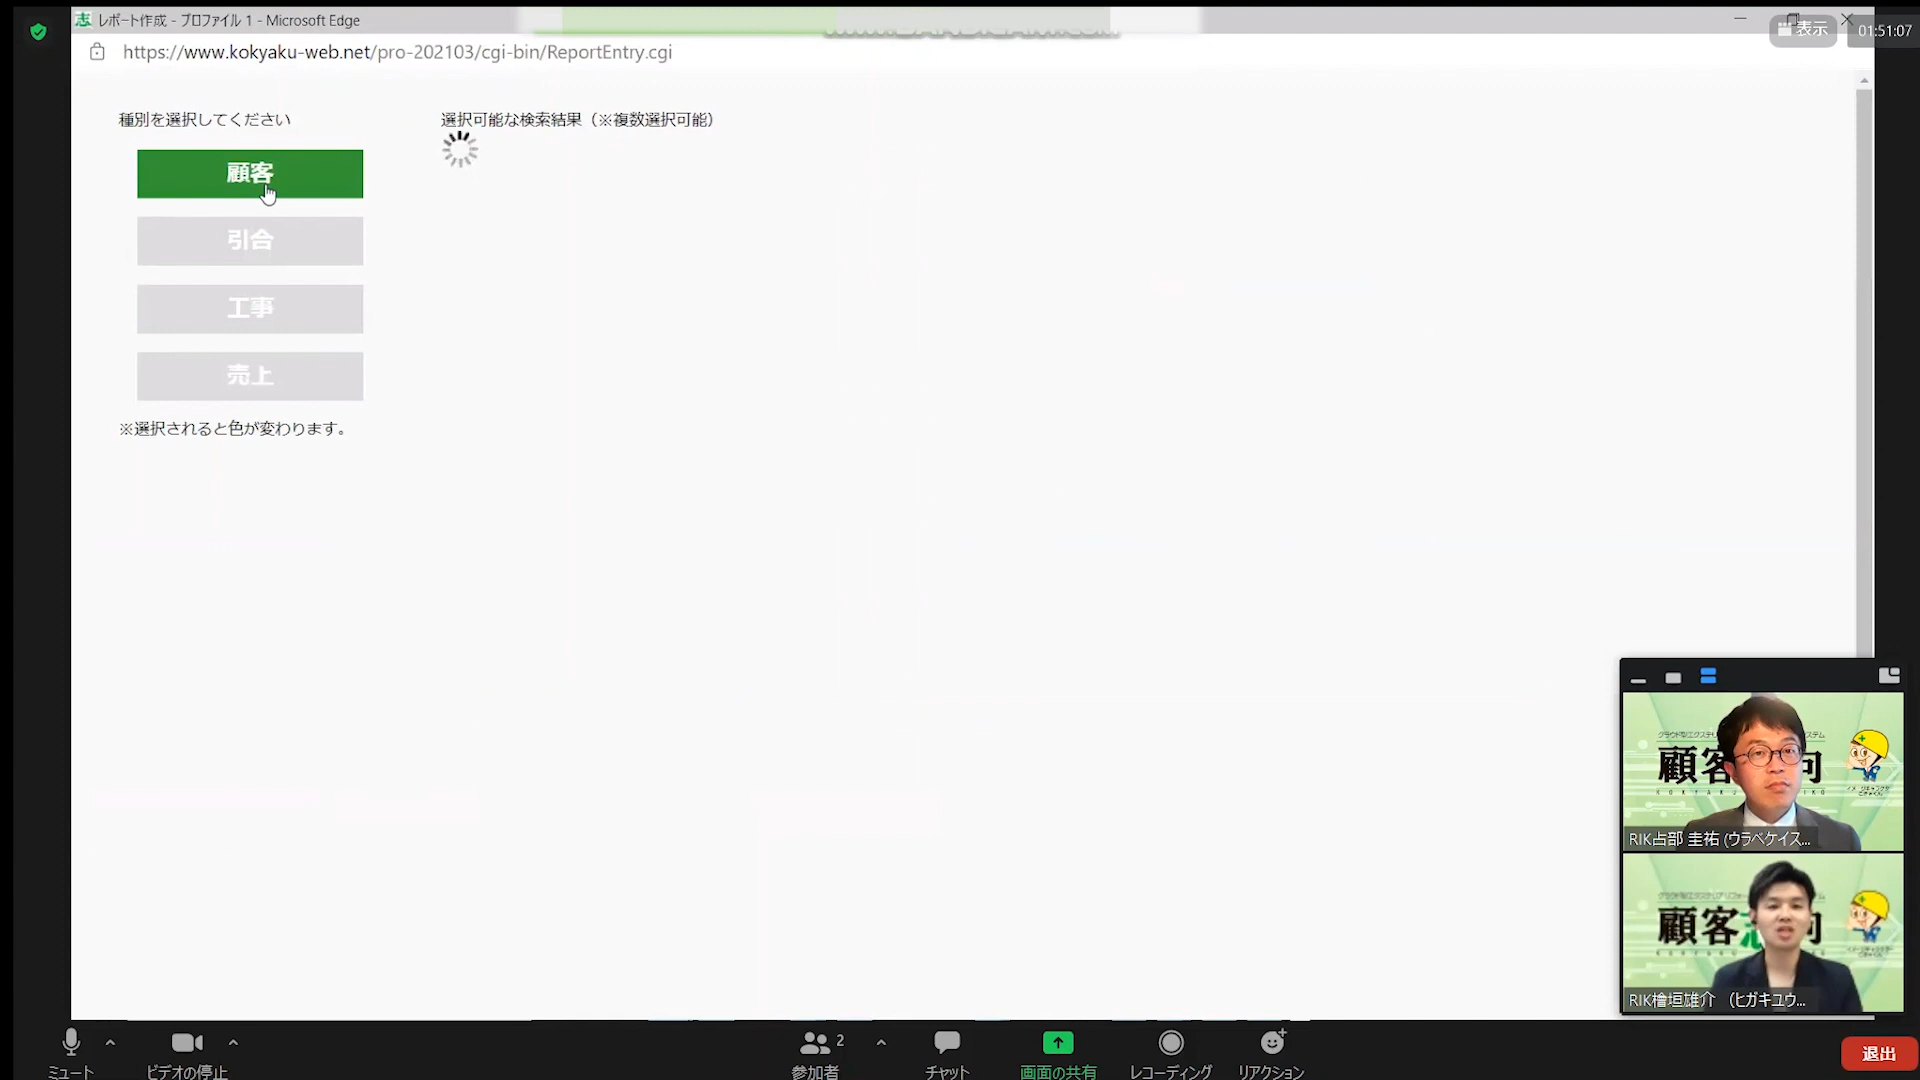 レポート作成 - プロファイル 1 - Microsoft Edge
表示
01:51:07
https://www.kokyaku-web.net/pro-202103/cgi-bin/ReportEntry.cgi
種別を選択してください
選択可能な検索結果（※複数選択可能）
顧客
引合
工事
売上
※選択されると色が変わります。
RIK占部 圭祐 (ウラベケイス...
RIK檜垣雄介 （ヒガキユウ...
ミュート
ビデオの停止
2
参加者
チャット
画面の共有
レコーディング
リアクション
退出